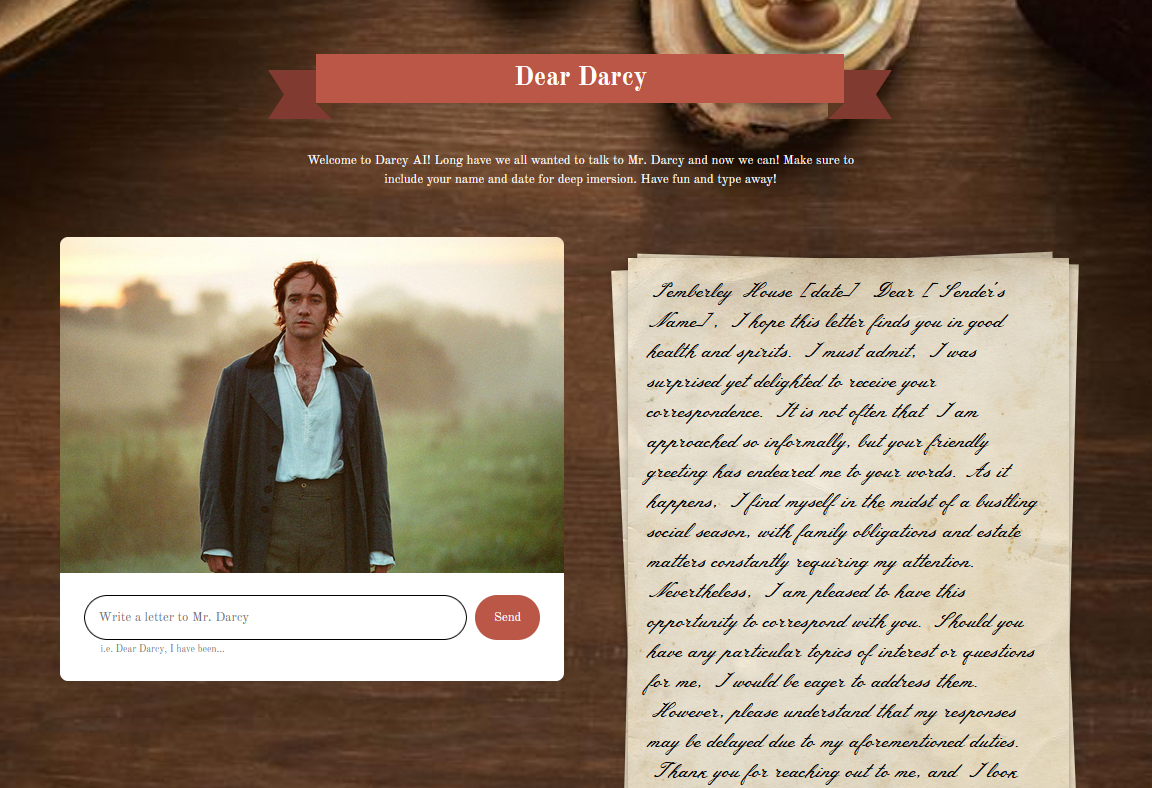 Dear Darcy
Welcome to Darcy AI! Long have we all wanted to talk to Mr. Darcy and now we can! Make sure to
include your name and date for deep imersion. Have fun and type away!
Write a letter to Mr. Darcy
Send
i.e. Dear Darcy, I have been...
Pemberley House [date] Dear [ Sender's
Name] , I hope this letter finds you in good
health and spirits. I must admit, I was
surprised yet delighted to receive your
correspondence. It is not often that I am
approached so informally, but your friendly
greeting has endeared me to your words. As it
happens, I find myself in the midst of a bustling
social season, with family obligations and estate
matters constantly requiring my attention.
Nevertheless, I am pleased to have this
opportunity to correspond with you. Should you
have any particular topics of interest or questions
for me, I would be eager to address them.
However, please understand that my responses
may be delayed due to my aforementioned duties.
Thank you for reaching out to me, and I look